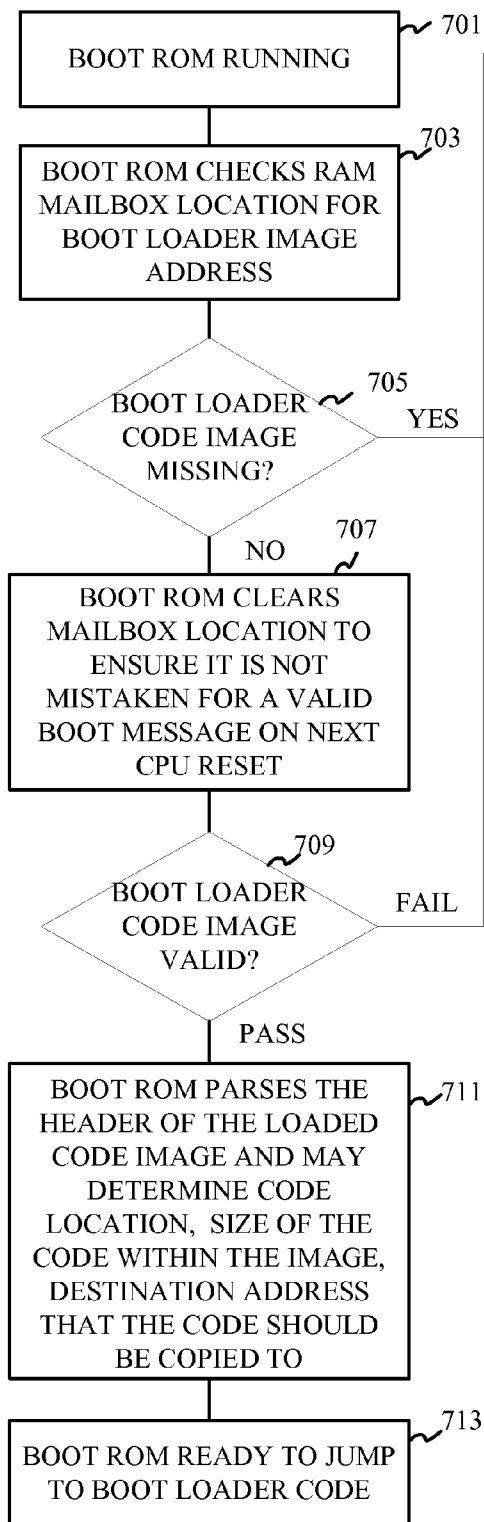 701
BOOT ROM RUNNING
703
BOOT ROM CHECKS RAM
MAILBOX LOCATION FOR
BOOT LOADER IMAGE
ADDRESS
705
BOOT LOADER
CODE IMAGE
MISSING?
YES
NO
707
BOOT ROM CLEARS
MAILBOX LOCATION TO
ENSURE IT IS NOT
MISTAKEN FOR A VALID
BOOT MESSAGE ON NEXT
CPU RESET
709
BOOT LOADER
CODE IMAGE
VALID?
FAIL
PASS
711
BOOT ROM PARSES THE
HEADER OF THE LOADED
CODE IMAGE AND MAY
DETERMINE CODE
LOCATION, SIZE OF THE
CODE WITHIN THE IMAGE,
DESTINATION ADDRESS
THAT THE CODE SHOULD
BE COPIED TO
713
BOOT ROM READY TO JUMP
TO BOOT LOADER CODE